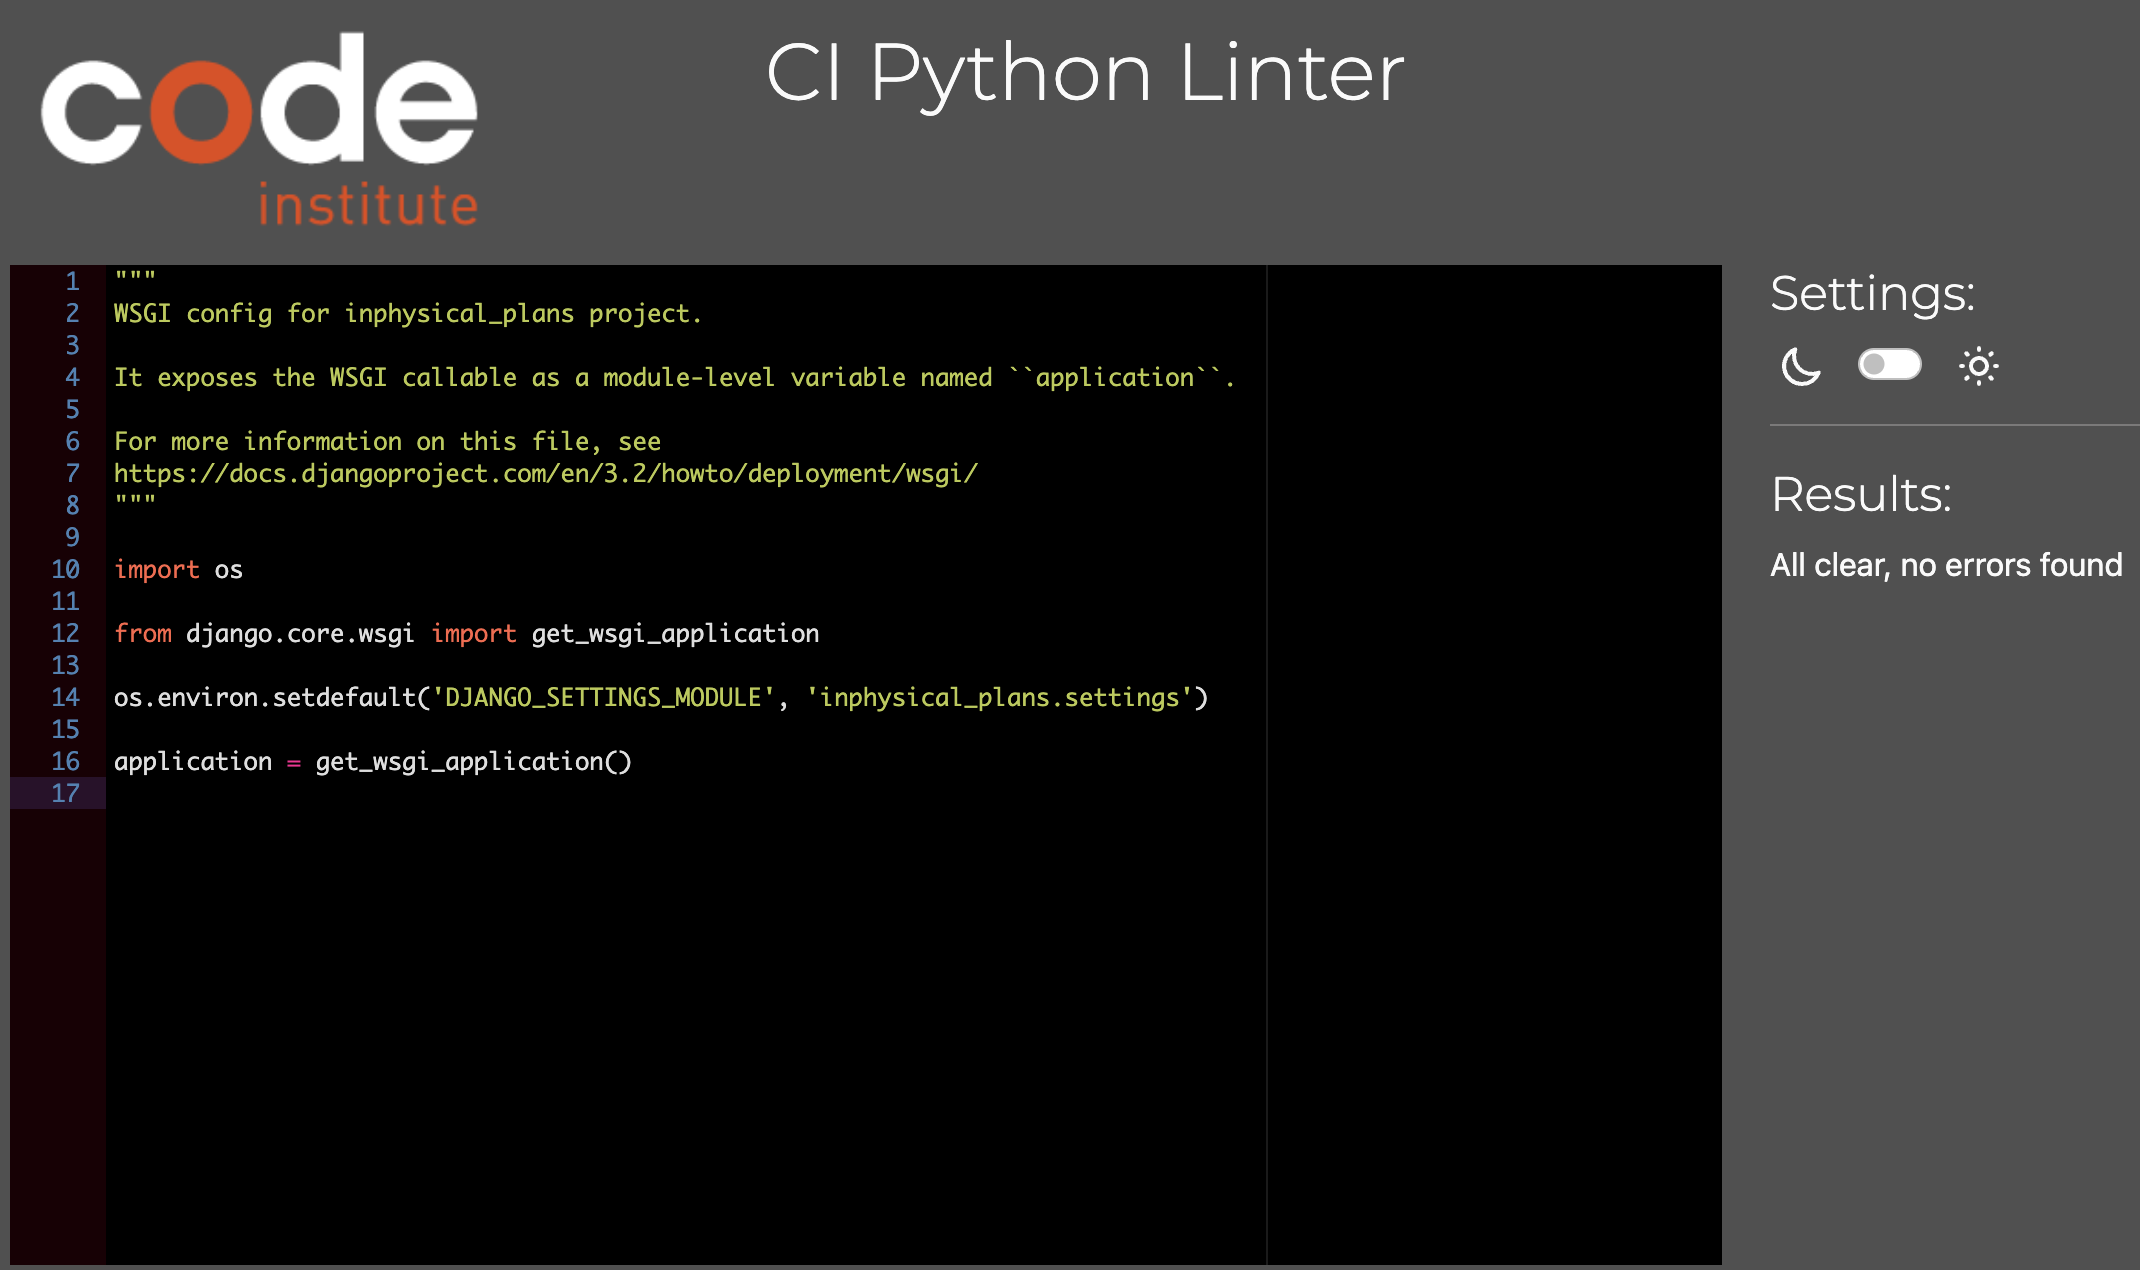 code
institute
CI Python Linter
1 """
2 WSGI config for inphysical_plans project.
3
4 It exposes the WSGI callable as a module-level variable named ``application``.
5
6 For more information on this file, see
7 https://docs.djangoproject.com/en/3.2/howto/deployment/wsgi/
8 """
9
10 import os
11
12 from django.core.wsgi import get_wsgi_application
13
14 os.environ.setdefault('DJANGO_SETTINGS_MODULE', 'inphysical_plans.settings')
15
16 application = get_wsgi_application()
17
Settings:
Results:
All clear, no errors found